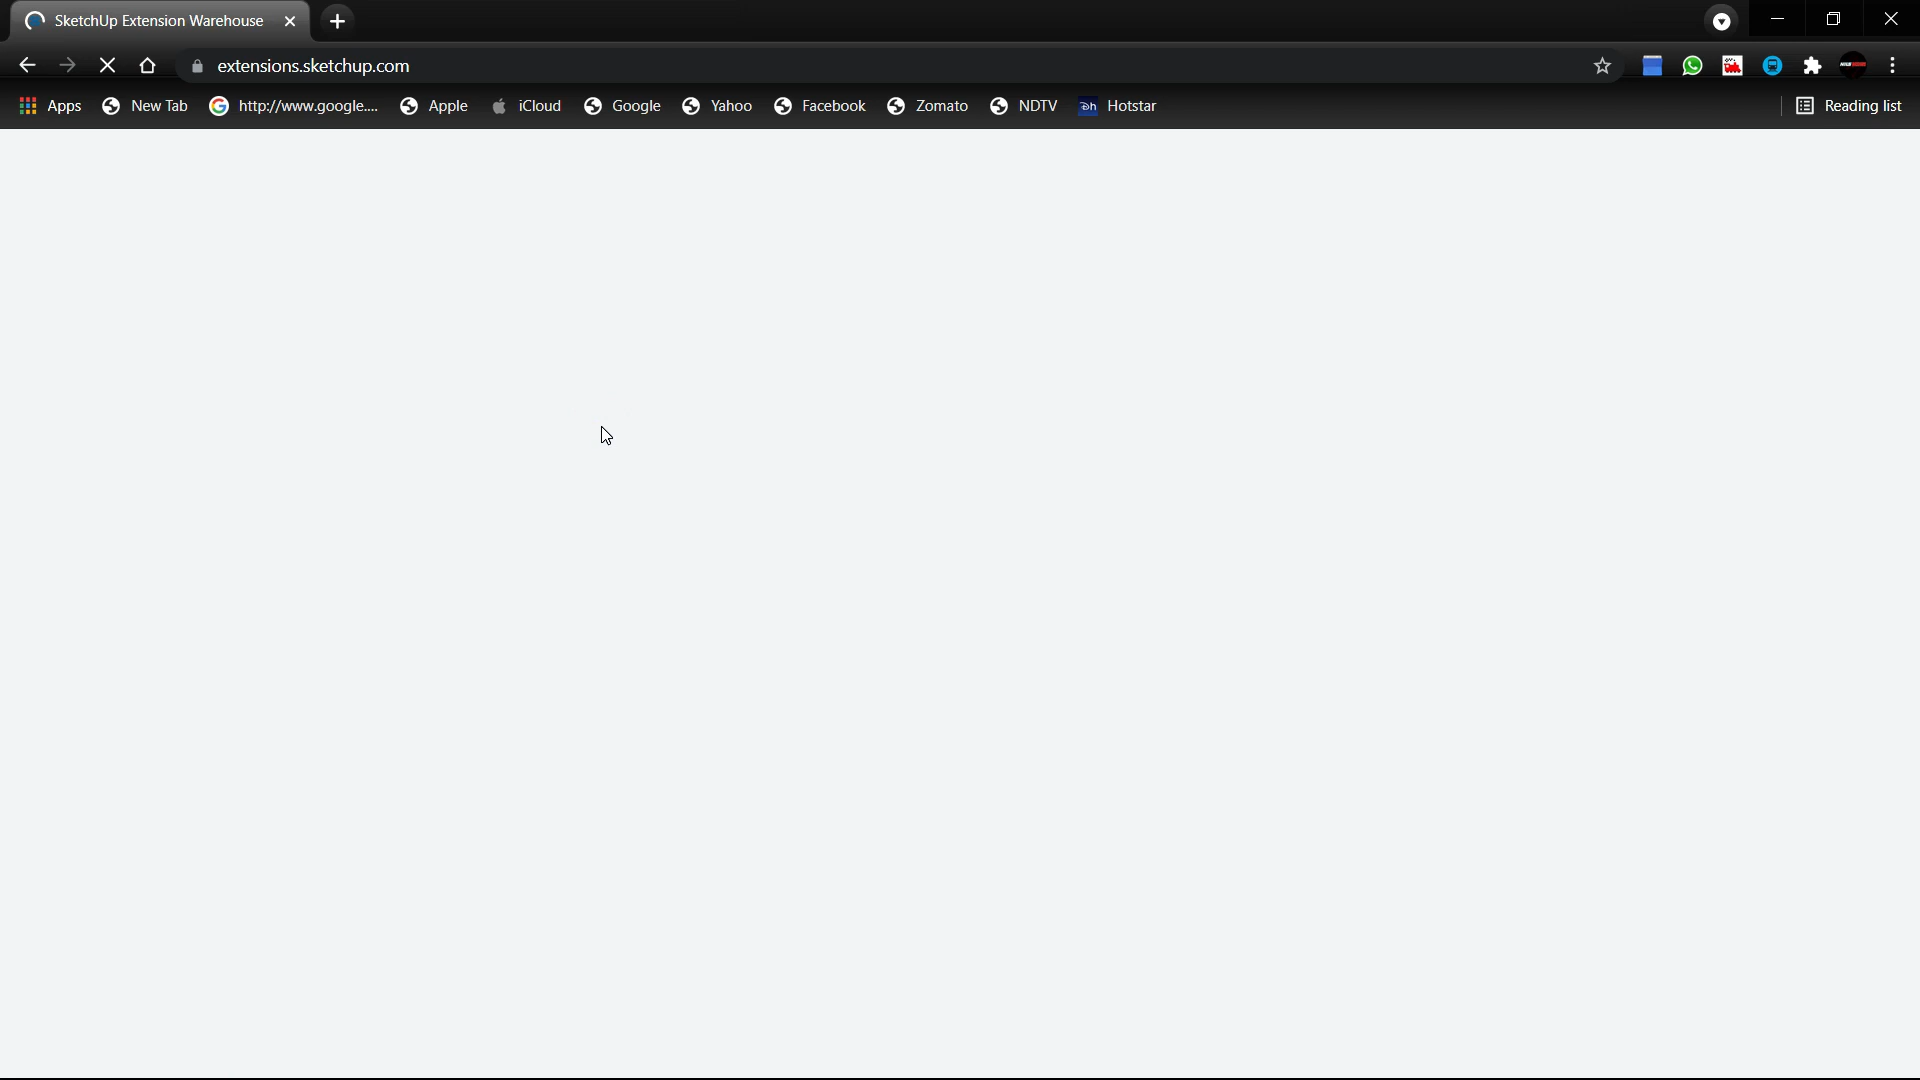 SketchUp Extension Warehouse
extensions.sketchup.com
Apps New Tab http://www.google.... Apple iCloud Google Yahoo Facebook Zomato NDTV Hotstar Reading list